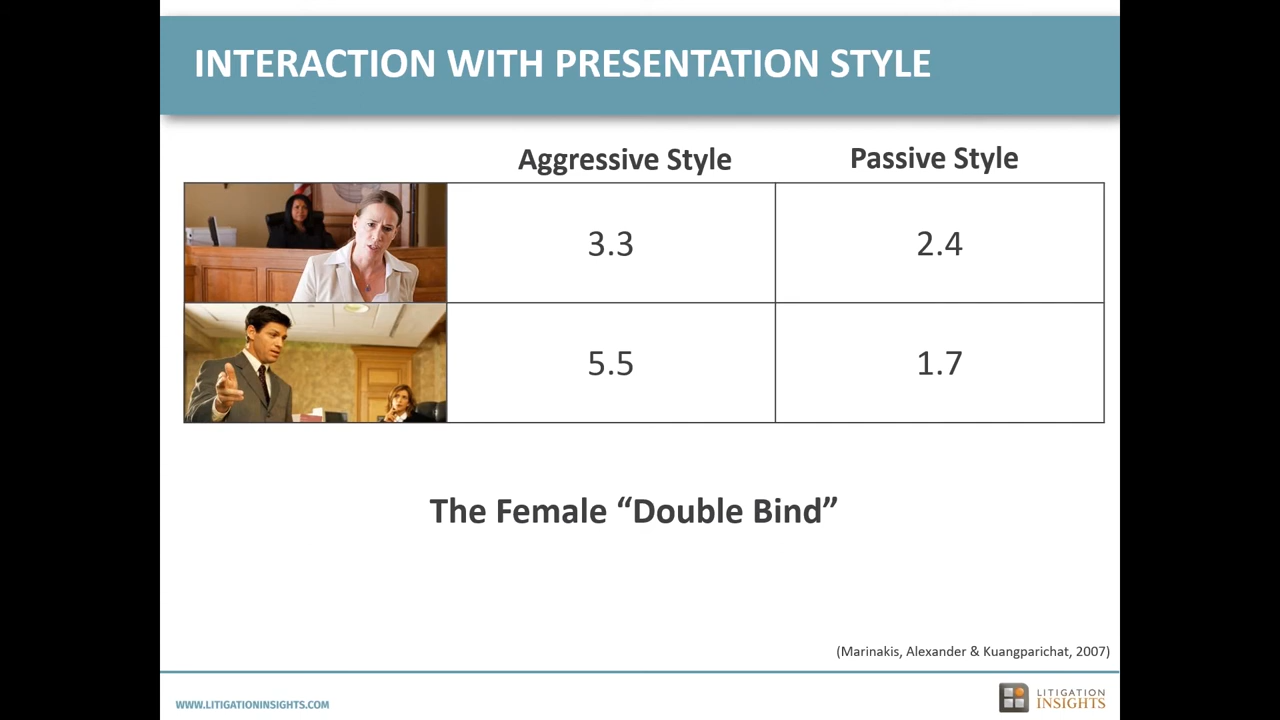 INTERACTION WITH PRESENTATION STYLE
Aggressive Style
Passive Style
3.3
2.4
5.5
1.7
The Female “Double Bind”
(Marinakis, Alexander & Kuangparichat, 2007)
WWW.LITIGATIONINSIGHTS.COM
LITIGATION
INSIGHTS